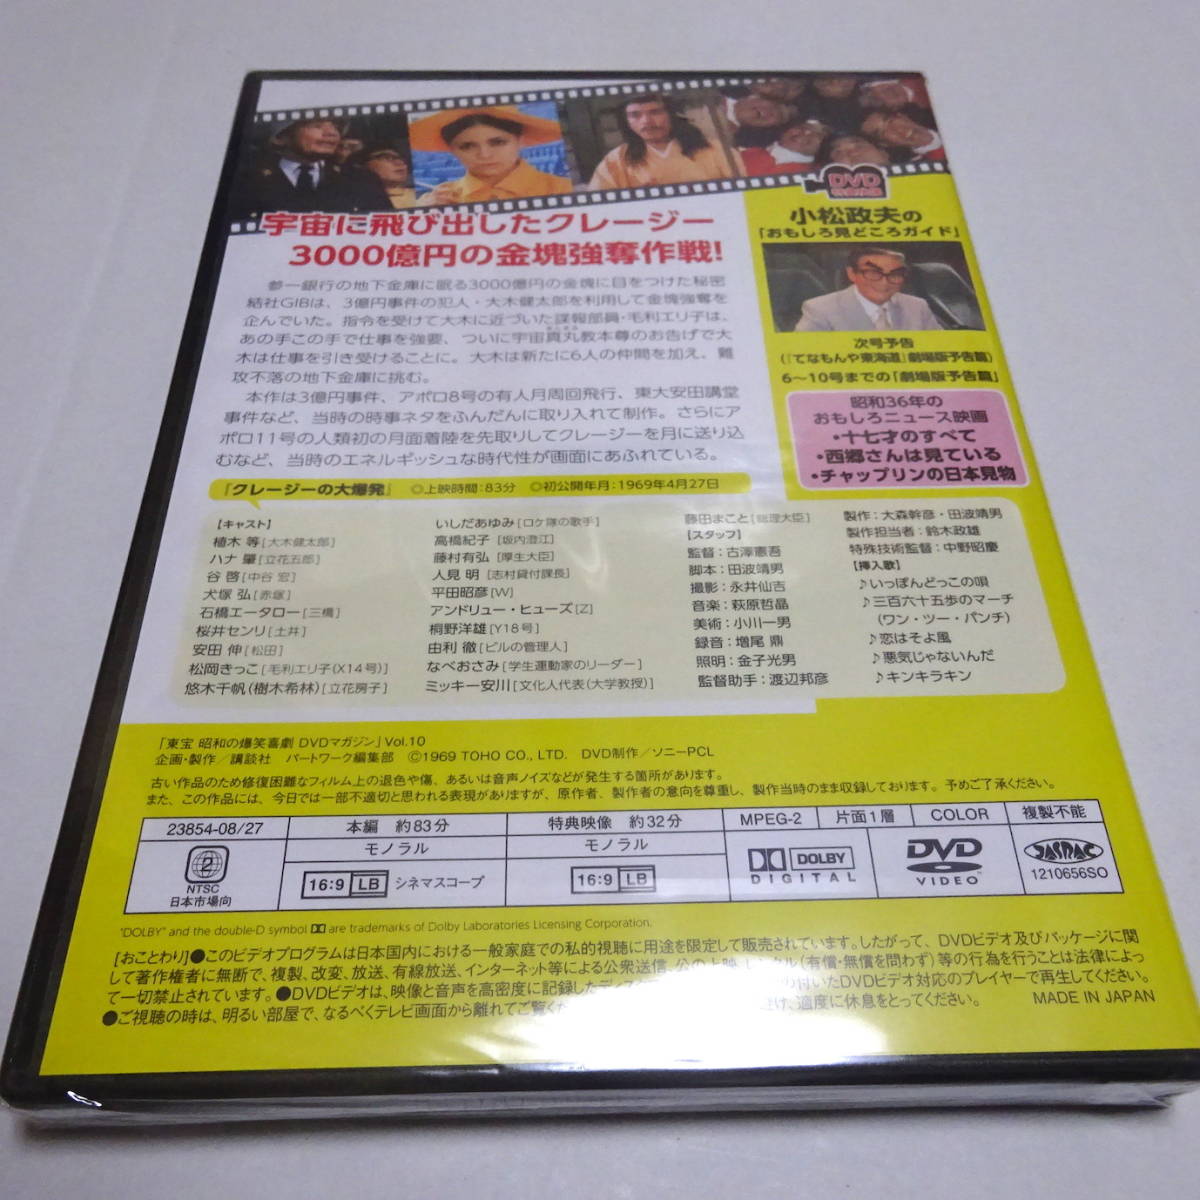 宇宙に飛び出したクレージー
3000億円の金塊強奪作戦!
参一銀行の地下金庫に眠る3000億円の金塊に目をつけた秘密
結社GIBは、3億円事件の犯人・大木健太郎を利用して金塊強奪を
企んでいた。指令を受けて大木に近づいた諜報部員・毛利エリ子は、
あの手この手で仕事を強要、ついに宇宙真丸教本尊のお告げで大
木は仕事を引き受けることに。大木は新たに6人の仲間を加え、難
攻不落の地下金庫に挑む。
本作は3億円事件、アポロ8号の有人月周回飛行、東大安田講堂
事件など、当時の時事ネタをふんだんに取り入れて制作。さらにア
ポロ11号の人類初の月面着陸を先取りしてクレージーを月に送り込
むなど、当時のエネルギッシュな時代性が画面にあふれている。
DVD
小松政夫の
「おもしろ見どころガイド」
次号予告
(『てなもんや東海道』劇場版予告篇)
6〜10号までの「劇場版予告篇」
昭和36年の
おもしろニュース映画
・十七才のすべて
・西郷さんは見ている
・チャップリンの日本見物
『クレージーの大爆発』 ◎上映時間:83分 ◎初公開年月:1969年4月27日
【キャスト】
植木 等[大木健太郎]
ハナ 肇[立花五郎]
谷 啓[中谷 宏]
犬塚 弘[赤塚]
石橋エータロー[三橋]
桜井センリ[土井]
安田 伸[松田]
松岡きっこ[毛利エリ子(X14号)]
悠木千帆(樹木希林)[立花房子]
いしだあゆみ[ロケ隊の歌手]
高橋紀子[坂内澄江]
藤村有弘[厚生大臣]
人見 明[志村貸付課長]
平田昭彦[W]
アンドリュー・ヒューズ[Z]
桐野洋雄[Y18号]
由利 徹[ビルの管理人]
なべおさみ[学生運動家のリーダー]
ミッキー安川[文化人代表(大学教授)]
藤田まこと[総理大臣]
【スタッフ】
監督:古澤憲吾
脚本:田波靖男
撮影:永井仙吉
音楽:萩原哲晶
美術:小川一男
録音:増尾 鼎
照明:金子光男
監督助手:渡辺邦彦
製作:大森幹彦・田波靖男
製作担当者:鈴木政雄
特殊技術監督:中野昭慶
【挿入歌】
♪いっぽんどっこの唄
♪三百六十五歩のマーチ
(ワン・ツー・パンチ)
♪恋はそよ風
♪悪気じゃないんだ
♪キンキラキン
「東宝 昭和の爆笑喜劇 DVDマガジン」Vol.10
企画・製作/講談社 パートワーク編集部 ©1969 TOHO CO., LTD. DVD制作/ソニーPCL
古い作品のため修復困難なフィルム上の退色や傷、あるいは音声ノイズなどが発生する箇所があります。
また、この作品には、今日では一部不適切と思われる表現がありますが、原作者、製作者の意向を尊重し、製作当時のまま収録しております。予めご了承ください。
23854-08/27 本編 約83分 特典映像 約32分 MPEG-2 片面1層 COLOR 複製不能
2
NTSC
日本市場向
モノラル
16:9 LB シネマスコープ
モノラル
16:9 LB
DOLBY
DIGITAL
DVD
VIDEO
JASRAC
1210656SO
"DOLBY" and the double-D symbol are trademarks of Dolby Laboratories Licensing Corporation.
[おことわり]●このビデオプログラムは日本国内における一般家庭での私的視聴に用途を限定して販売されています。したがって、DVDビデオ及びパッケージに関
して著作権者に無断で、複製、改変、放送、有線放送、インターネット等による公衆送信、公の上映、レンタル(有償・無償を問わず)等の行為を行うことは法律によっ
て一切禁止されています。●DVDビデオは、映像と音声を高密度に記録したディスク の付いたDVDビデオ対応のプレイヤーで再生してください。
●ご視聴の時は、明るい部屋で、なるべくテレビ画面から離れてご覧くだ 適度に休息をとってください。 MADE IN JAPAN